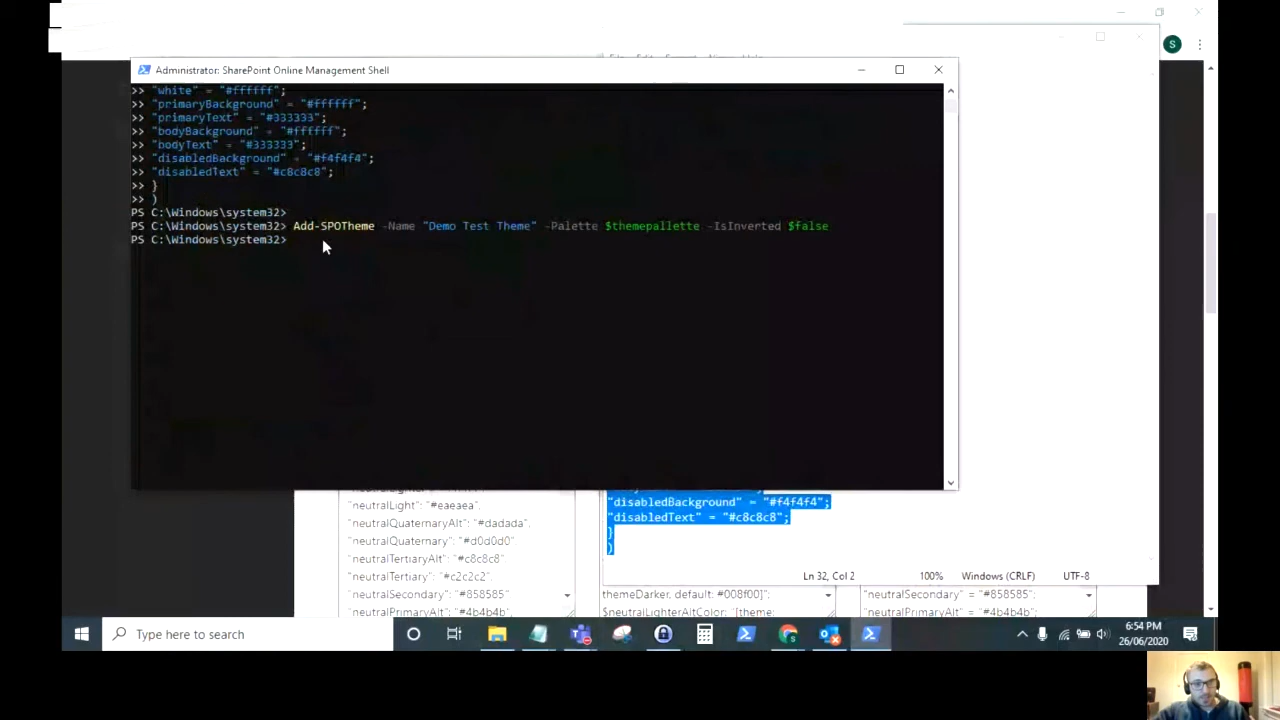 S
Administrator: SharePoint Online Management Shell
>> "white" = "#ffffff";
>> "primaryBackground" = "#ffffff";
>> "primaryText" = "#333333";
>> "bodyBackground" = "#ffffff";
>> "bodyText" = "#333333";
>> "disabledBackground" = "#f4f4f4";
>> "disabledText" = "#c8c8c8";
>> }
>> )
PS C:\Windows\system32>
PS C:\Windows\system32> Add-SPOTheme -Name "Demo Test Theme" -Palette $themepallette -IsInverted $false
PS C:\Windows\system32>
"neutralLight": "#eaeaea",
"neutralQuaternaryAlt": "#dadada",
"neutralQuaternary": "#d0d0d0"
"neutralTertiaryAlt": "#c8c8c8"
"neutralTertiary": "#c2c2c2",
"neutralSecondary": "#858585",
"neutralPrimaryAlt": "#4b4b4b",
"disabledBackground" = "#f4f4f4";
"disabledText" = "#c8c8c8";
}
)
Ln 32, Col 2 100% Windows (CRLF) UTF-8
themeDarker, default: #008f00]";
$neutralLighterAltColor: "[theme:
"neutralSecondary" = "#858585";
"neutralPrimaryAlt" = "#4b4b4b";
Type here to search
6:54 PM
26/06/2020